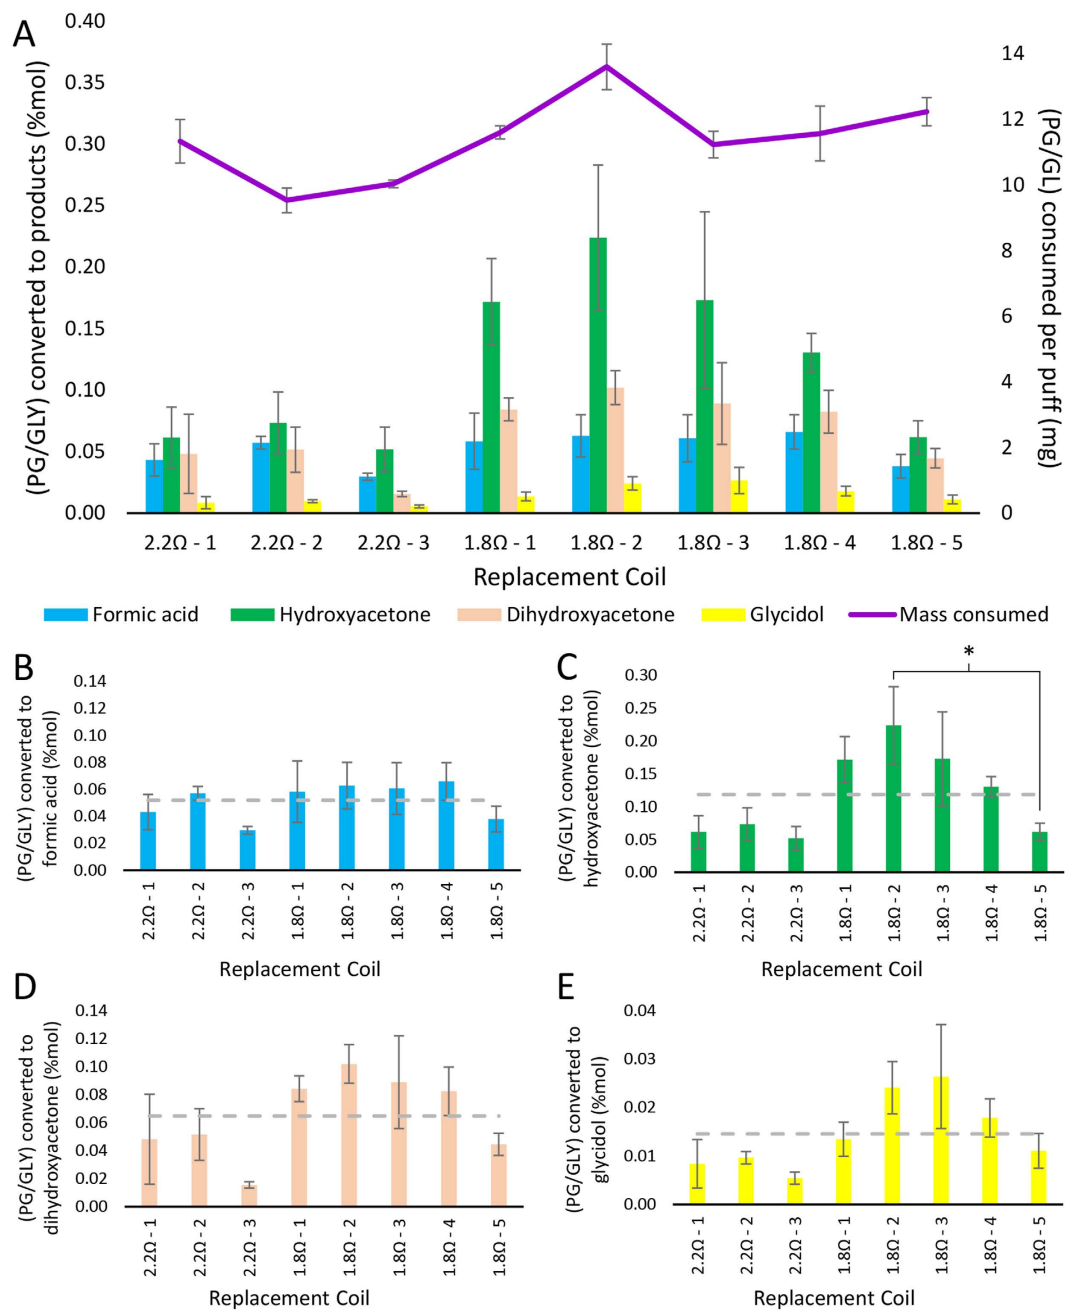 A
(PG/GLY) converted to products (%mol)
0.40
0.35
0.30
0.25
0.20
0.15
0.10
0.05
0.00
14
12
10
8
6
4
2
0
(PG/GL) consumed per puff (mg)
2.2Ω - 1 2.2Ω - 2 2.2Ω - 3 1.8Ω - 1 1.8Ω - 2 1.8Ω - 3 1.8Ω - 4 1.8Ω - 5
Replacement Coil
Formic acid Hydroxyacetone Dihydroxyacetone Glycidol Mass consumed
B
(PG/GLY) converted to
formic acid (%mol)
0.14
0.12
0.10
0.08
0.06
0.04
0.02
0.00
2.2Ω - 1 2.2Ω - 2 2.2Ω - 3 1.8Ω - 1 1.8Ω - 2 1.8Ω - 3 1.8Ω - 4 1.8Ω - 5
Replacement Coil
C
(PG/GLY) converted to
hydroxyacetone (%mol)
0.30
0.25
0.20
0.15
0.10
0.05
0.00
*
2.2Ω - 1 2.2Ω - 2 2.2Ω - 3 1.8Ω - 1 1.8Ω - 2 1.8Ω - 3 1.8Ω - 4 1.8Ω - 5
Replacement Coil
D
(PG/GLY) converted to
dihydroxyacetone (%mol)
0.14
0.12
0.10
0.08
0.06
0.04
0.02
0.00
2.2Ω - 1 2.2Ω - 2 2.2Ω - 3 1.8Ω - 1 1.8Ω - 2 1.8Ω - 3 1.8Ω - 4 1.8Ω - 5
Replacement Coil
E
(PG/GLY) converted to
glycidol (%mol)
0.04
0.03
0.02
0.01
0.00
2.2Ω - 1 2.2Ω - 2 2.2Ω - 3 1.8Ω - 1 1.8Ω - 2 1.8Ω - 3 1.8Ω - 4 1.8Ω - 5
Replacement Coil